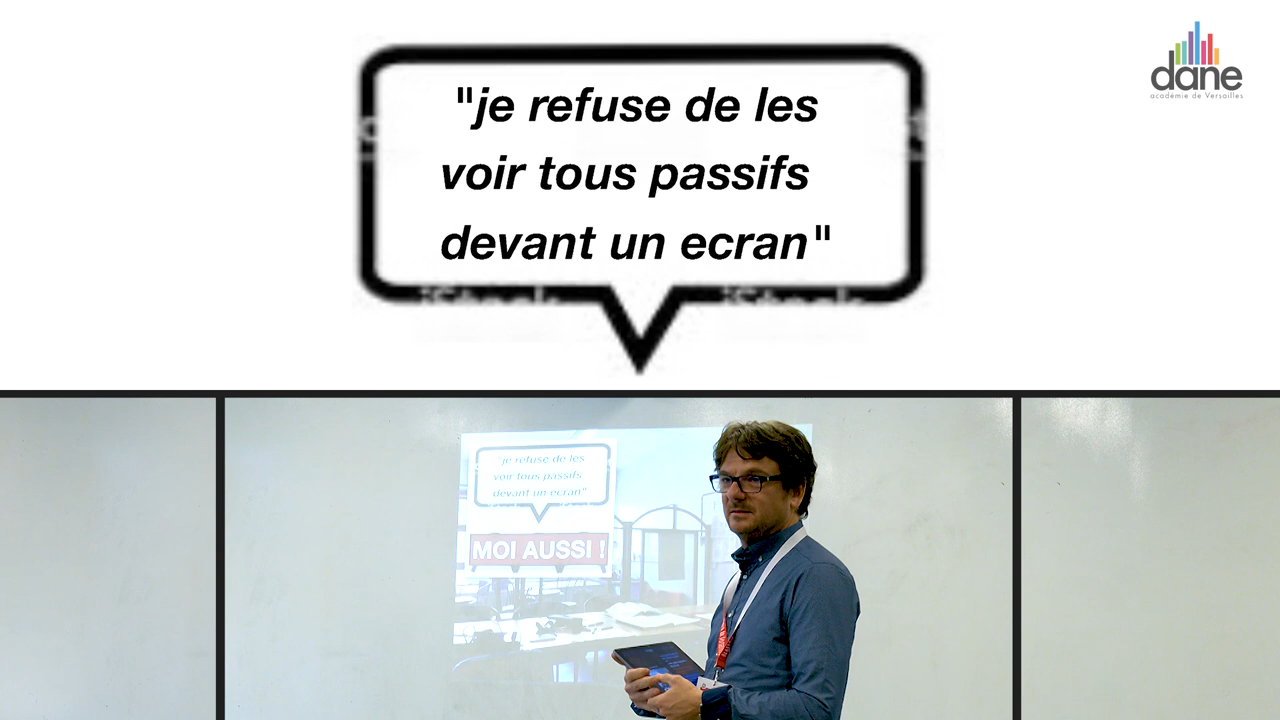 dane
académie de Versailles
"je refuse de les
voir tous passifs
devant un ecran"
"je refuse de les
voir tous passifs
devant un ecran"
MOI AUSSI !